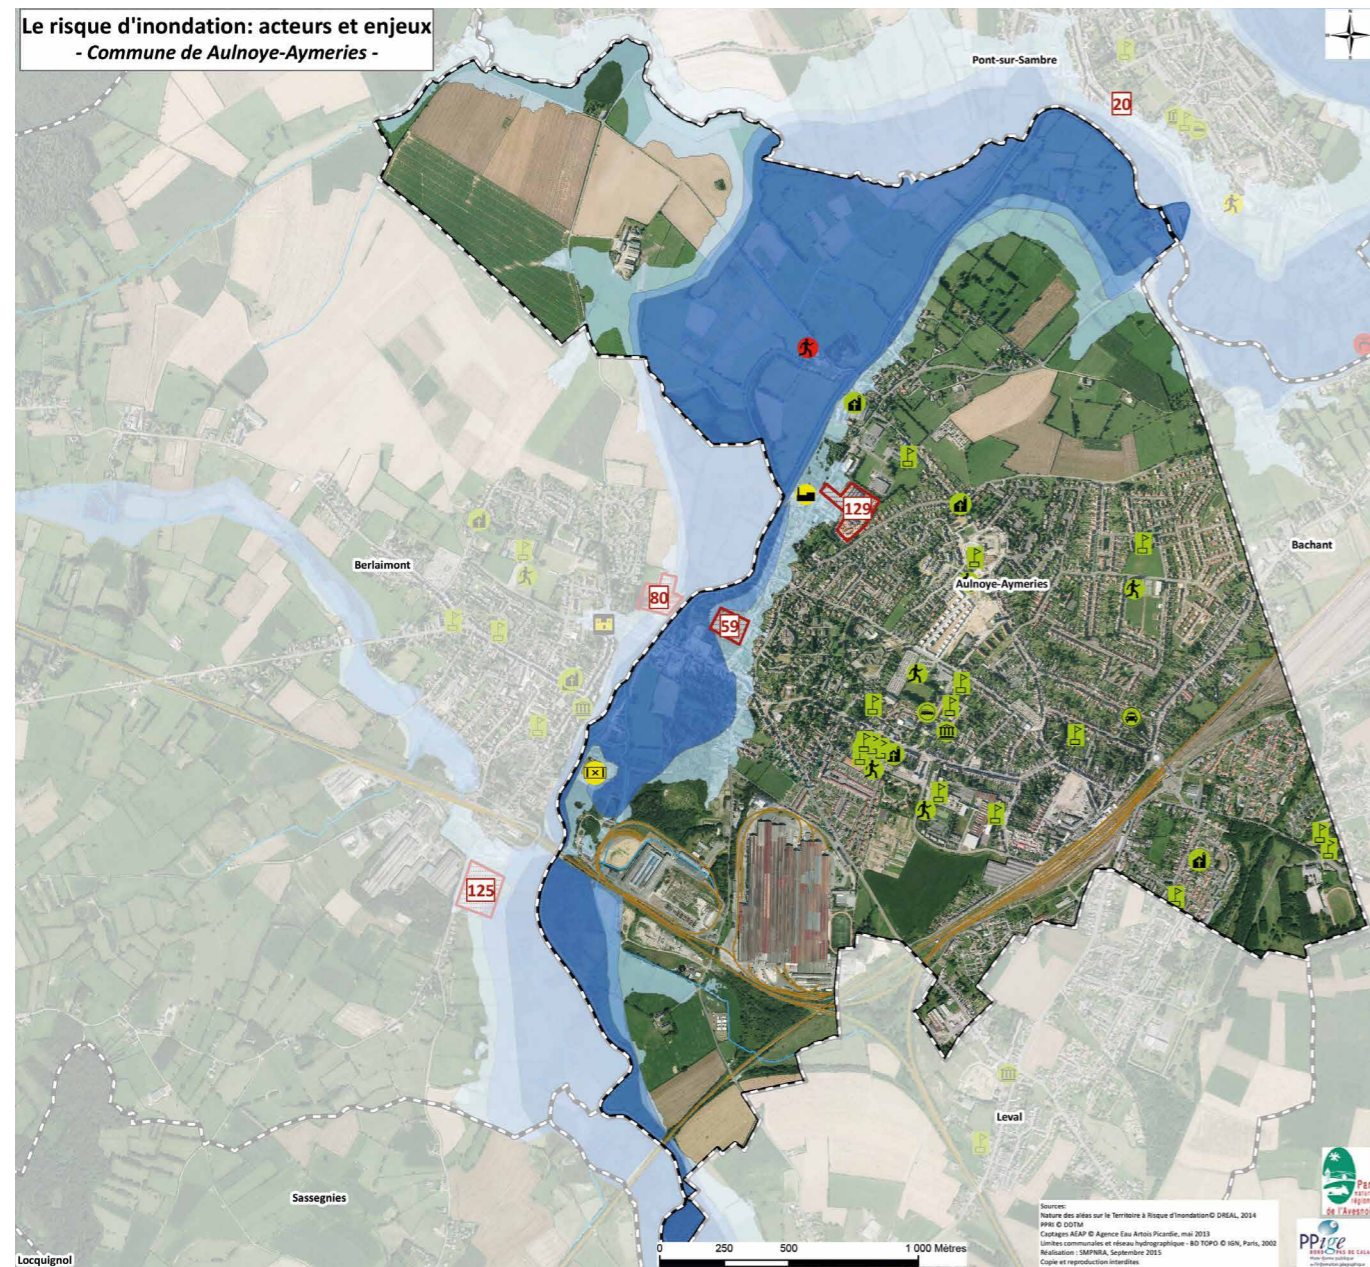 Le risque d'inondation: acteurs et enjeux
- Commune de Aulnoye-Aymeries -
Pont-sur-Sambre
20
129
Bachant
Berlaimont
Aulnoye-Aymeries
80
59
125
Leval
Sassegnies
Locquignol
0 250 500 1 000 Mètres
Sources:
Nature des aléas sur le Territoire à Risque d'Inondation© DREAL, 2014
PPRI © DDTM
Captages AEAP © Agence Eau Artois Picardie, mai 2013
Limites communales et réseau hydrographique - BD TOPO © IGN, Paris, 2002
Réalisation : SMPNRA, Septembre 2015
Copie et reproduction interdites
de l'Avesnois
PPige